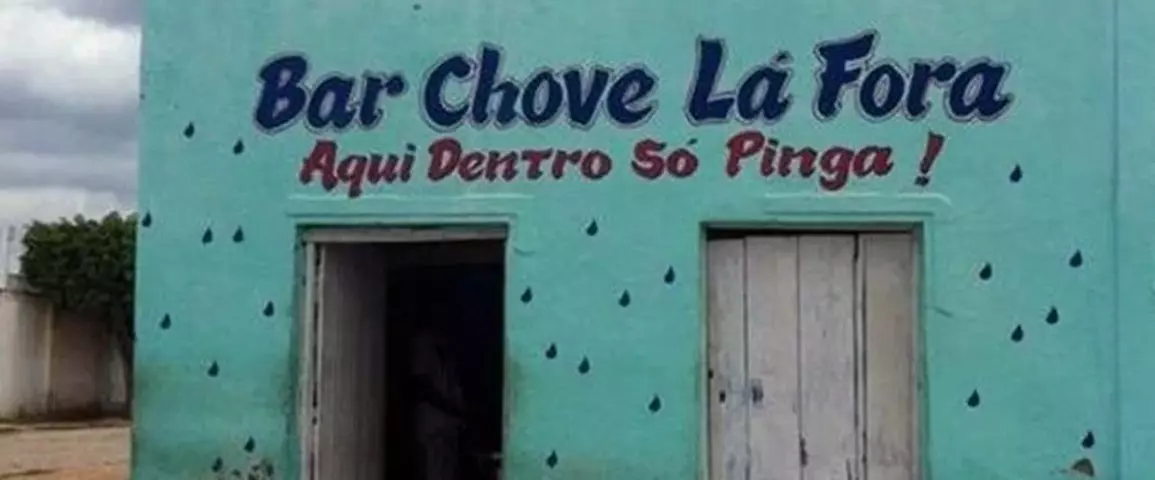 Bar Chove Lá Fora
Aqui Dentro Só Pinga!